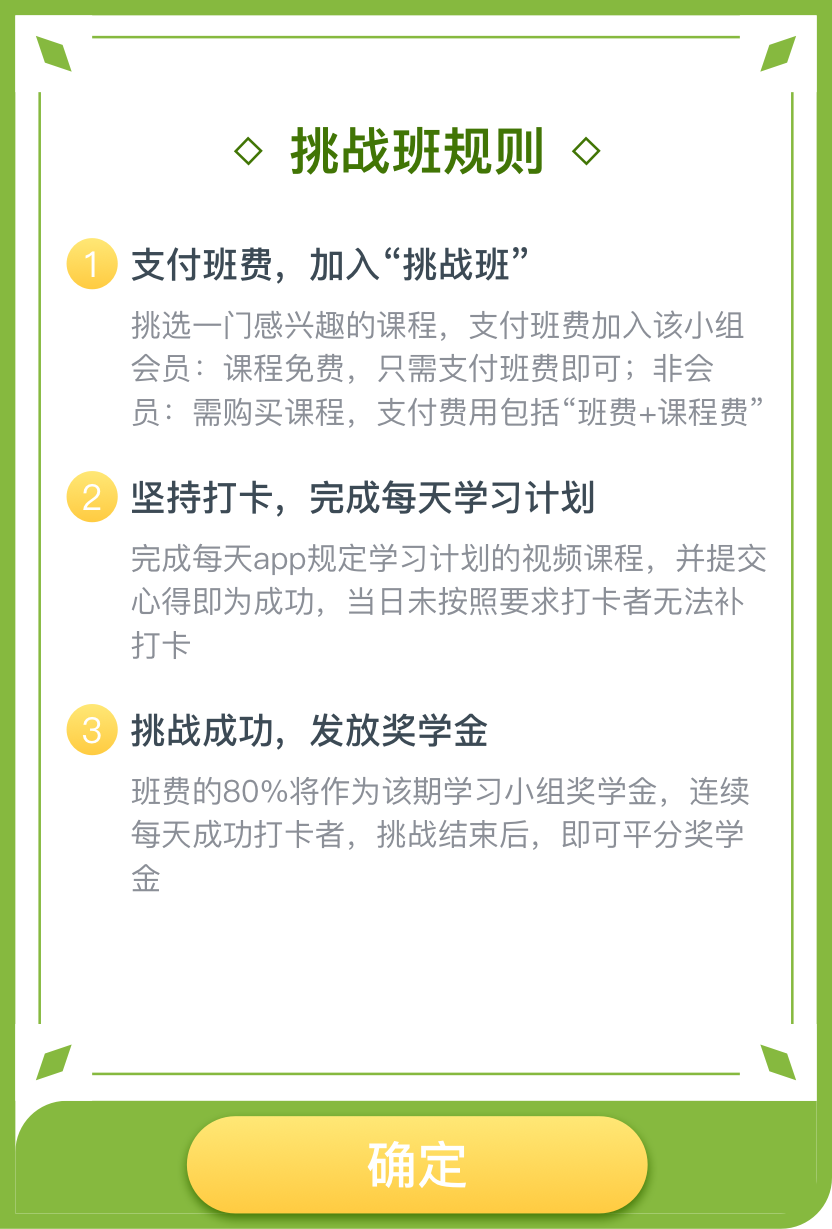 挑战班规则
1 支付班费，加入“挑战班”
挑选一门感兴趣的课程，支付班费加入该小组
会员：课程免费，只需支付班费即可；非会
员：需购买课程，支付费用包括“班费+课程费”
2 坚持打卡，完成每天学习计划
完成每天app规定学习计划的视频课程，并提交
心得即为成功，当日未按照要求打卡者无法补
打卡
3 挑战成功，发放奖学金
班费的80%将作为该期学习小组奖学金，连续
每天成功打卡者，挑战结束后，即可平分奖学
金
确定